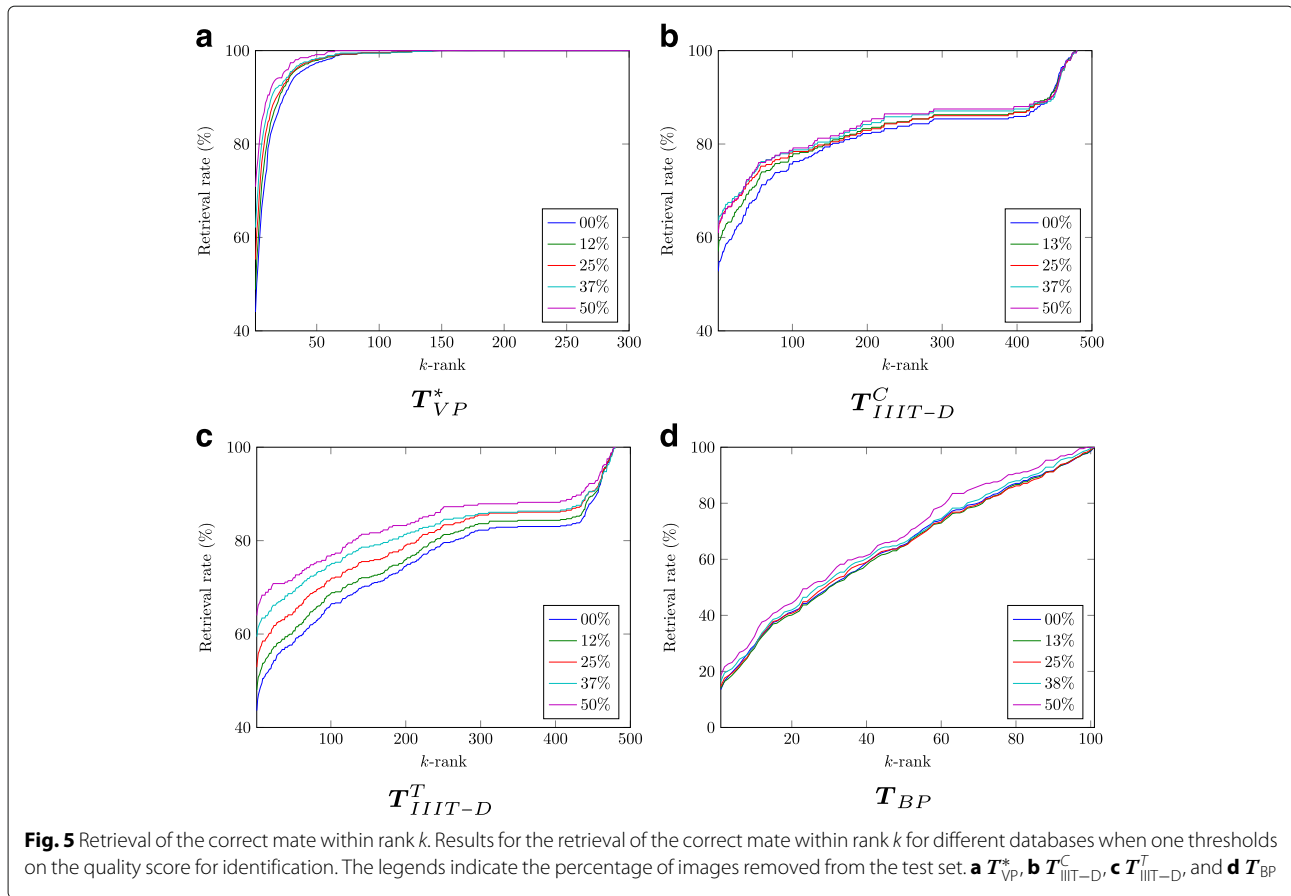 a
100
80
60
40
Retrieval rate (%)
50 100 150 200 250 300
k-rank
00%
12%
25%
37%
50%
T*VP
b
100
80
60
40
Retrieval rate (%)
100 200 300 400 500
k-rank
00%
13%
25%
37%
50%
T^C_IIIT−D
c
100
80
60
40
Retrieval rate (%)
100 200 300 400 500
k-rank
00%
12%
25%
37%
50%
T^T_IIIT−D
d
100
80
60
40
20
0
Retrieval rate (%)
20 40 60 80 100
k-rank
00%
13%
25%
38%
50%
T_BP
Fig. 5 Retrieval of the correct mate within rank k. Results for the retrieval of the correct mate within rank k for different databases when one thresholds
on the quality score for identification. The legends indicate the percentage of images removed from the test set. a T*VP, b T^C_IIIT−D, c T^T_IIIT−D, and d T_BP